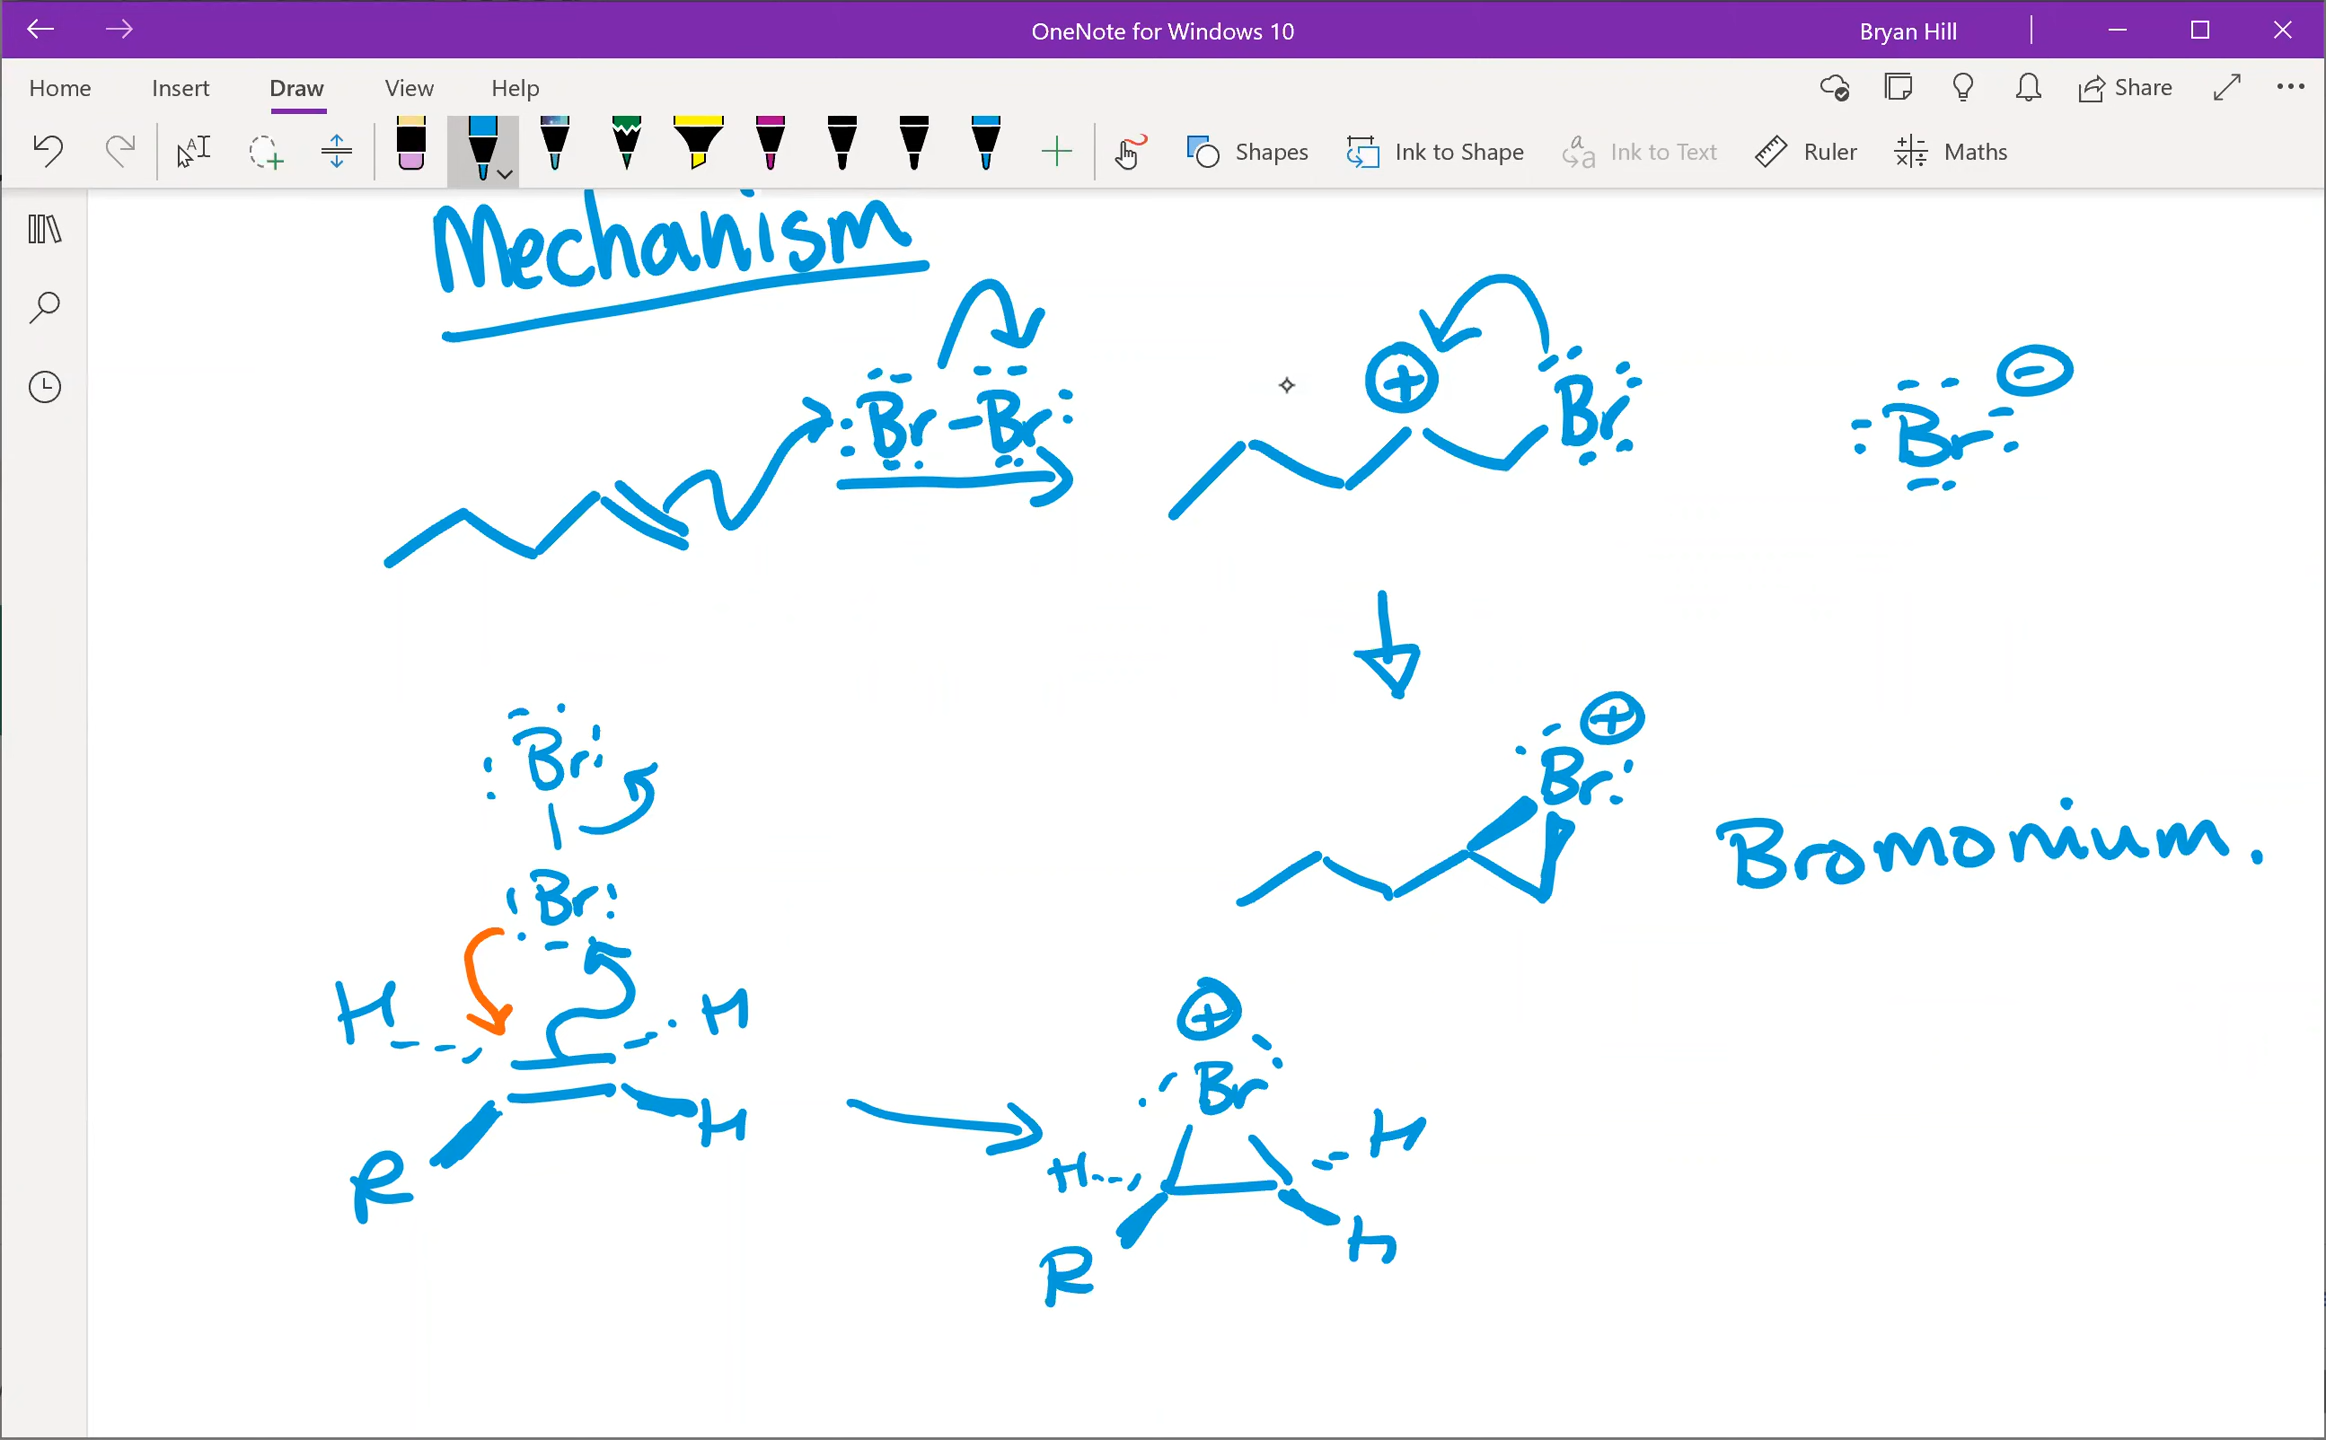 OneNote for Windows 10
Bryan Hill
Home Insert Draw View Help
Share
Shapes Ink to Shape Ink to Text Ruler Maths
Mechanism
Br-Br
+
Br
Br −
Br
+
Br
Bromonium.
Br
H H
R H
+
Br
H H
R H